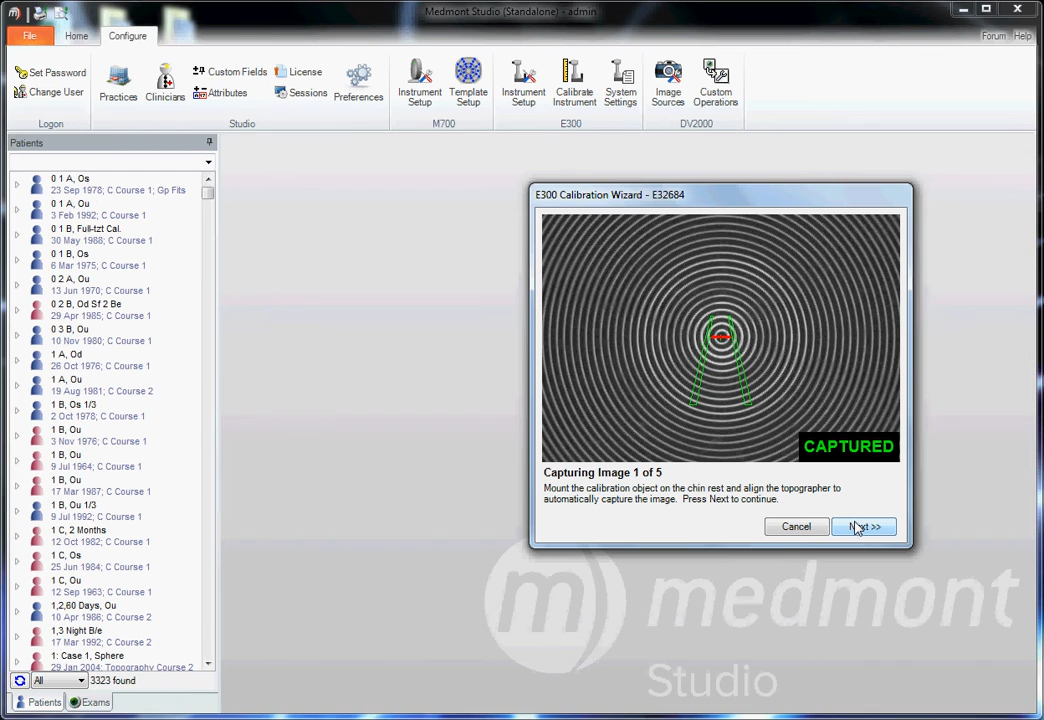 Medmont Studio (Standalone) - admin
File
Home
Configure
Forum
Help
Set Password
Change User
Logon
Practices
Clinicians
Custom Fields
Attributes
License
Sessions
Preferences
Studio
Instrument Setup
Template Setup
M700
Instrument Setup
Calibrate Instrument
System Settings
E300
Image Sources
Custom Operations
DV2000
Patients
0 1 A, Os
23 Sep 1978; C Course 1; Gp Fits
0 1 A, Ou
3 Feb 1992; C Course 1
0 1 B, Full-tzt Cal.
30 May 1988; C Course 1
0 1 B, Os
6 Mar 1975; C Course 1
0 2 A, Ou
13 Jun 1970; C Course 1
0 2 B, Od Sf 2 Be
29 Apr 1985; C Course 1
0 3 B, Ou
10 Nov 1980; C Course 1
1 A, Od
26 Oct 1976; C Course 1
1 A, Ou
19 Aug 1981; C Course 2
1 B, Os 1/3
2 Oct 1978; C Course 1
1 B, Ou
3 Nov 1976; C Course 1
1 B, Ou
9 Jul 1964; C Course 1
1 B, Ou
17 Mar 1987; C Course 1
1 B, Ou 1/3
9 Jul 1992; C Course 1
1 C, 2 Months
12 Oct 1982; C Course 1
1 C, Os
25 Jun 1984; C Course 1
1 C, Ou
12 Sep 1963; C Course 1
1,2,60 Days, Ou
10 Apr 1986; C Course 2
1,3 Night B/e
17 Mar 1992; C Course 2
1: Case 1, Sphere
29 Jan 2004; Topography Course 2
All
3323 found
Patients
Exams
E300 Calibration Wizard - E32684
CAPTURED
Capturing Image 1 of 5
Mount the calibration object on the chin rest and align the topographer to
automatically capture the image. Press Next to continue.
Cancel
Next >>
medmont
Studio